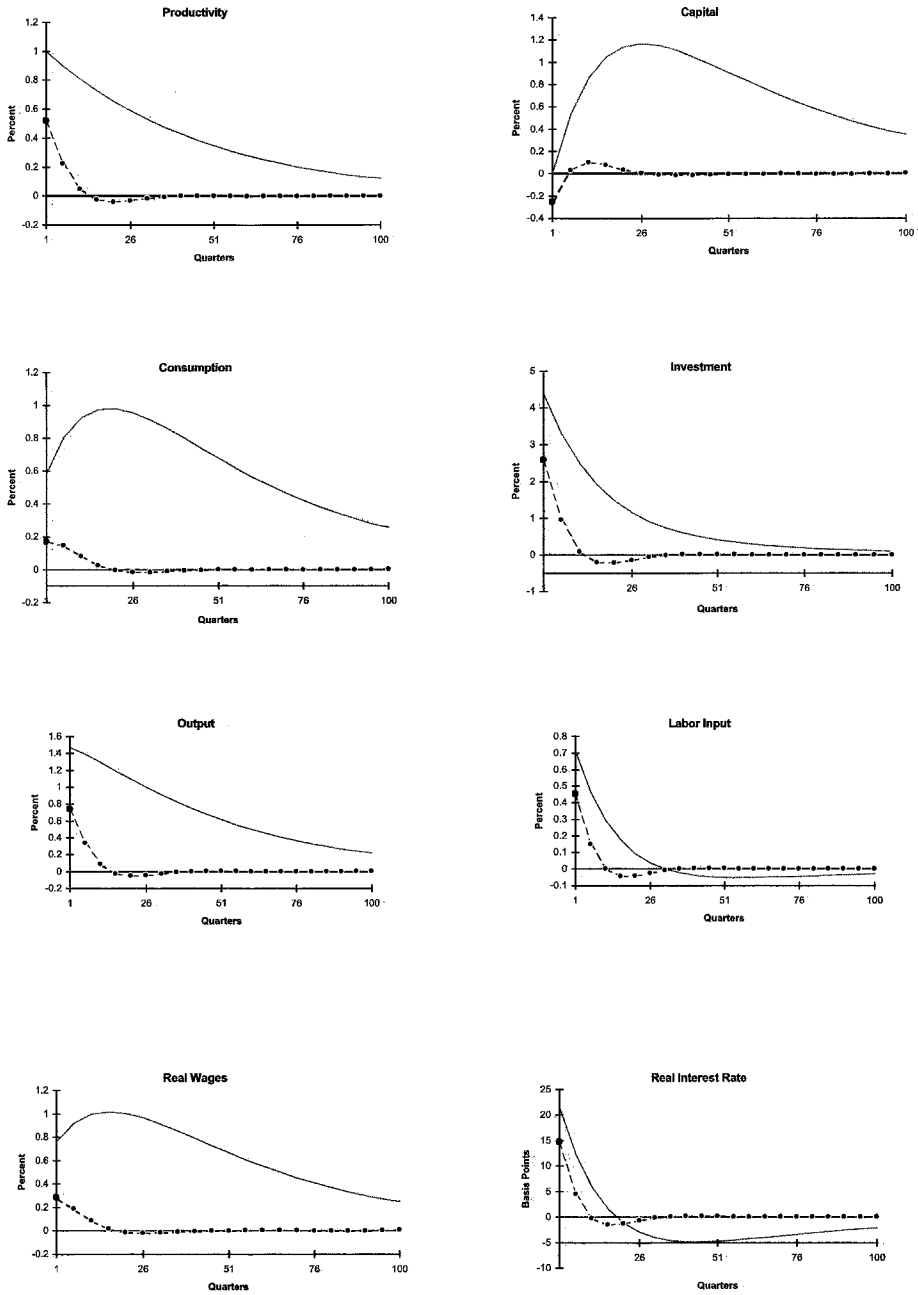 Productivity
1.2
1
0.8
0.6
0.4
0.2
0
-0.2
Percent
1 26 51 76 100
Quarters
Capital
1.4
1.2
1
0.8
0.6
0.4
0.2
0
-0.2
-0.4
Percent
1 26 51 76 100
Quarters
Consumption
1.2
1
0.8
0.6
0.4
0.2
0
-0.2
Percent
1 26 51 76 100
Quarters
Investment
5
4
3
2
1
0
-1
Percent
1 26 51 76 100
Quarters
Output
1.6
1.4
1.2
1
0.8
0.6
0.4
0.2
0
-0.2
Percent
1 26 51 76 100
Quarters
Labor Input
0.8
0.7
0.6
0.5
0.4
0.3
0.2
0.1
0
-0.1
Percent
1 26 51 76 100
Quarters
Real Wages
1.2
1
0.8
0.6
0.4
0.2
0
-0.2
Percent
1 26 51 76 100
Quarters
Real Interest Rate
25
20
15
10
5
0
-5
-10
Basis Points
1 26 51 76 100
Quarters